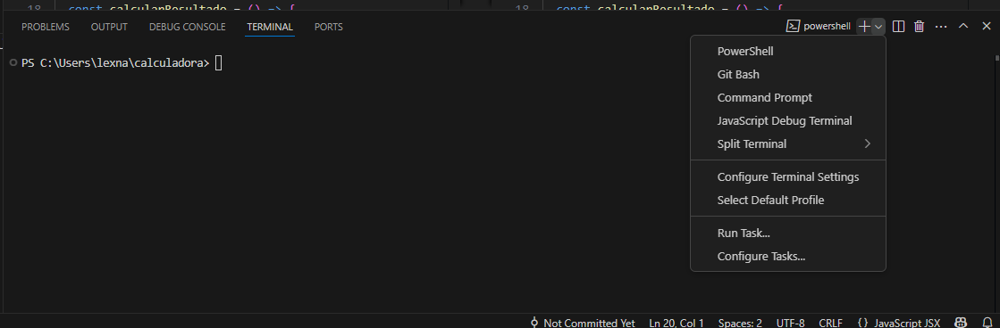 18 const calcularResultado = () => { 18 const calcularResultado = () => {
PROBLEMS OUTPUT DEBUG CONSOLE TERMINAL PORTS powershell
PS C:\Users\lexna\calculadora>
PowerShell
Git Bash
Command Prompt
JavaScript Debug Terminal
Split Terminal
Configure Terminal Settings
Select Default Profile
Run Task...
Configure Tasks...
Not Committed Yet Ln 20, Col 1 Spaces: 2 UTF-8 CRLF {} JavaScript JSX